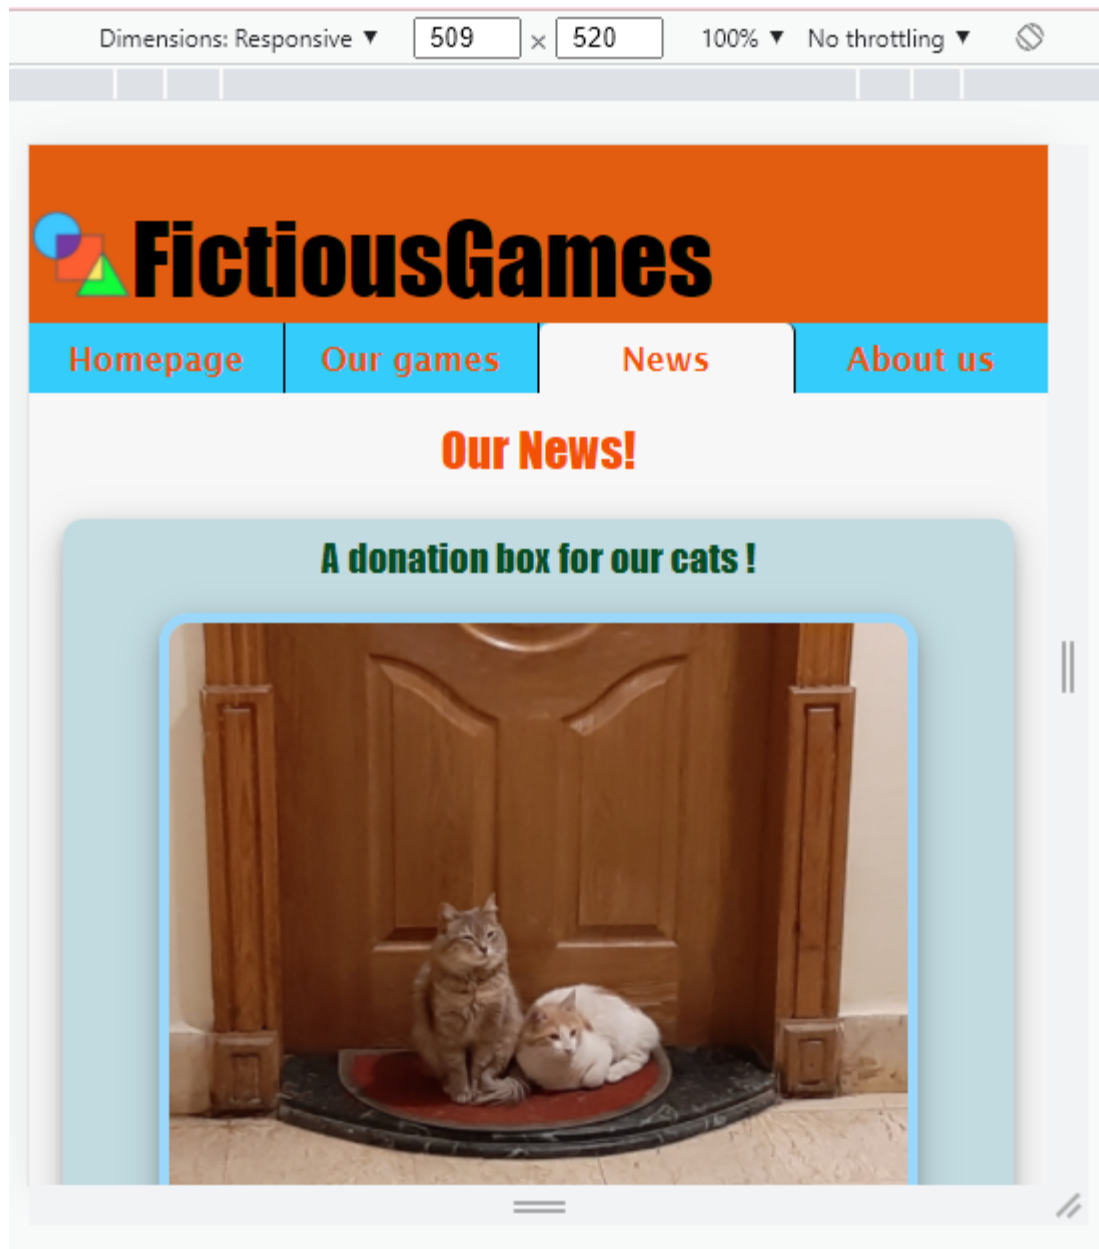 Dimensions: Responsive ▼ 509 × 520 100% ▼ No throttling ▼
FictiousGames
Homepage Our games News About us
Our News!
A donation box for our cats !